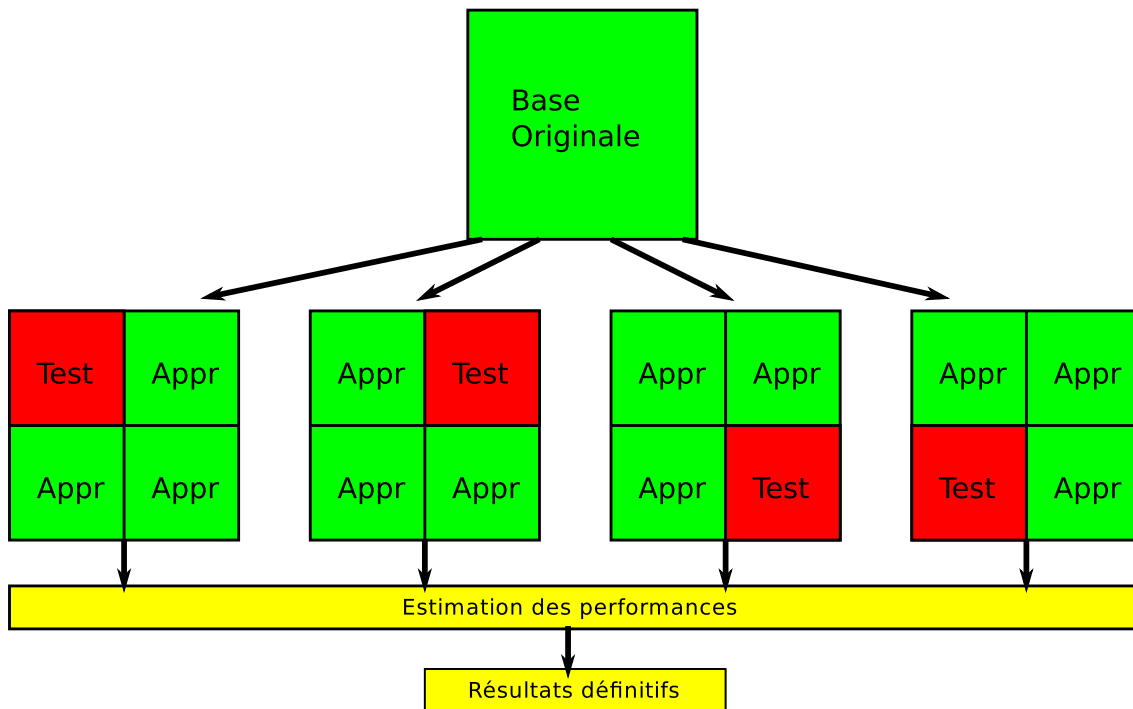 Base
Originale
Test Appr Appr Test Appr Appr Appr Appr
Appr Appr Appr Appr Appr Test Test Appr
Estimation des performances
Résultats définitifs